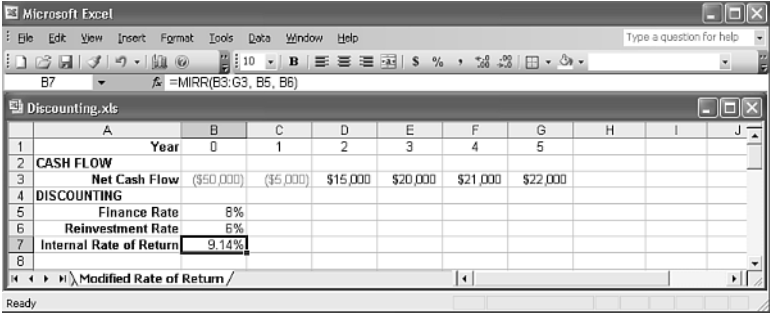 Microsoft Excel
File Edit View Insert Format Tools Data Window Help Type a question for help
10 B $ % ,
B7 fx =MIRR(B3:G3, B5, B6)
Discounting.xls
A B C D E F G H I J
1 Year 0 1 2 3 4 5
2 CASH FLOW
3 Net Cash Flow ($50,000) ($5,000) $15,000 $20,000 $21,000 $22,000
4 DISCOUNTING
5 Finance Rate 8%
6 Reinvestment Rate 6%
7 Internal Rate of Return 9.14%
8
Modified Rate of Return
Ready